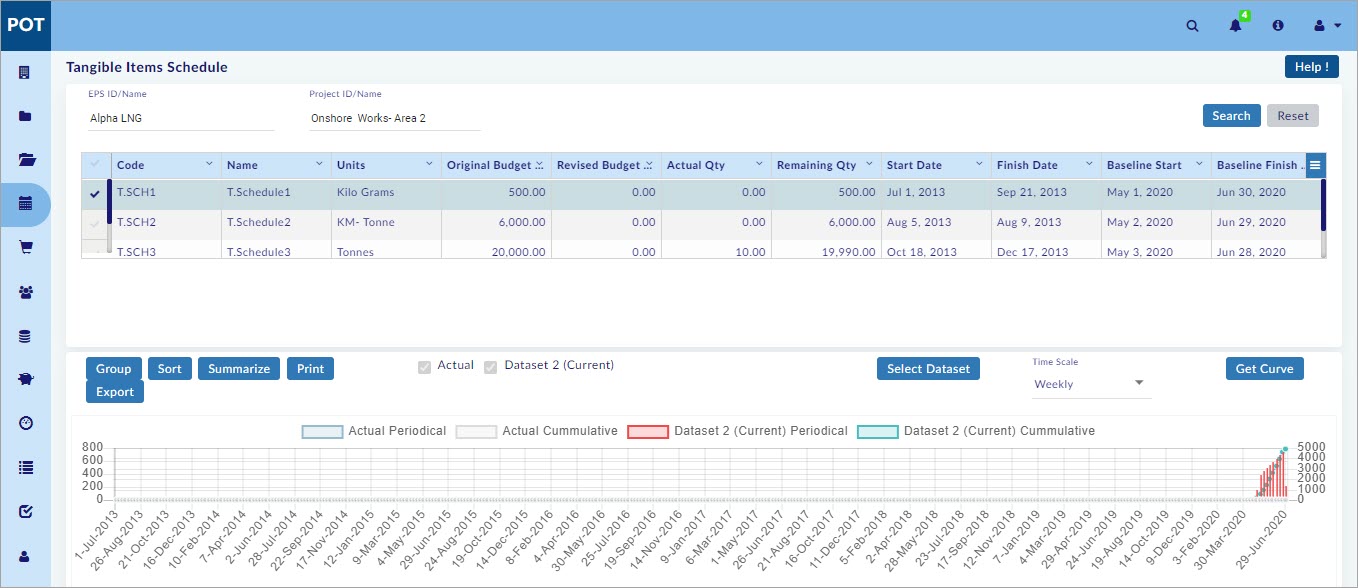 POT
4
Tangible Items Schedule
Help !
EPS ID/Name Project ID/Name
Alpha LNG Onshore Works- Area 2
Search Reset
Code Name Units Original Budget ... Revised Budget ... Actual Qty Remaining Qty Start Date Finish Date Baseline Start Baseline Finish ...
T.SCH1 T.Schedule1 Kilo Grams 500.00 0.00 0.00 500.00 Jul 1, 2013 Sep 21, 2013 May 1, 2020 Jun 30, 2020
T.SCH2 T.Schedule2 KM- Tonne 6,000.00 0.00 0.00 6,000.00 Aug 5, 2013 Aug 9, 2013 May 2, 2020 Jun 29, 2020
T.SCH3 T.Schedule3 Tonnes 20,000.00 0.00 10.00 19,990.00 Oct 18, 2013 Dec 17, 2013 May 3, 2020 Jun 28, 2020
Group Sort Summarize Print
Export
Actual Dataset 2 (Current)
Select Dataset
Time Scale
Weekly
Get Curve
Actual Periodical Actual Cummulative Dataset 2 (Current) Periodical Dataset 2 (Current) Cummulative
800
600
400
200
0
5000
4000
3000
2000
1000
0
1-Jul-2013
26-Aug-2013
21-Oct-2013
16-Dec-2013
10-Feb-2014
7-Apr-2014
2-Jun-2014
28-Jul-2014
22-Sep-2014
17-Nov-2014
12-Jan-2015
9-Mar-2015
4-May-2015
29-Jun-2015
24-Aug-2015
19-Oct-2015
14-Dec-2015
8-Feb-2016
4-Apr-2016
30-May-2016
25-Jul-2016
19-Sep-2016
14-Nov-2016
9-Jan-2017
6-Mar-2017
1-May-2017
26-Jun-2017
21-Aug-2017
16-Oct-2017
11-Dec-2017
5-Feb-2018
2-Apr-2018
28-May-2018
23-Jul-2018
17-Sep-2018
12-Nov-2018
7-Jan-2019
4-Mar-2019
29-Apr-2019
24-Jun-2019
19-Aug-2019
14-Oct-2019
9-Dec-2019
3-Feb-2020
30-Mar-2020
29-Jun-2020